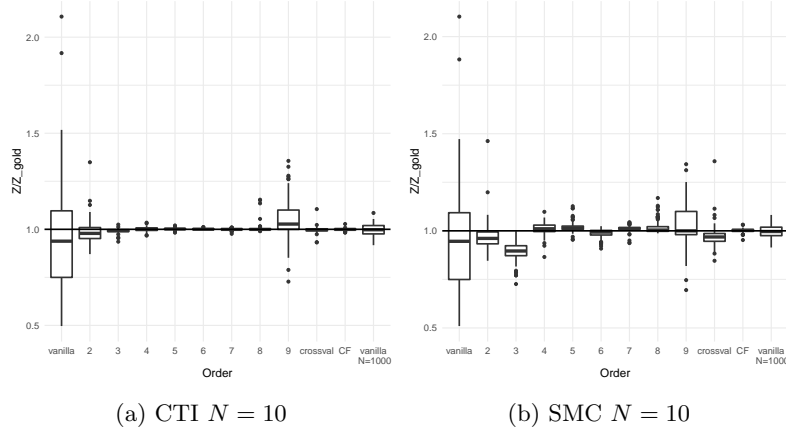 2.0
1.5
1.0
0.5
Z/Z_gold
vanilla 2 3 4 5 6 7 8 9 crossval CF vanilla
N=1000
Order
(a) CTI N = 10
2.0
1.5
1.0
0.5
Z/Z_gold
vanilla 2 3 4 5 6 7 8 9 crossval CF vanilla
N=1000
Order
(b) SMC N = 10